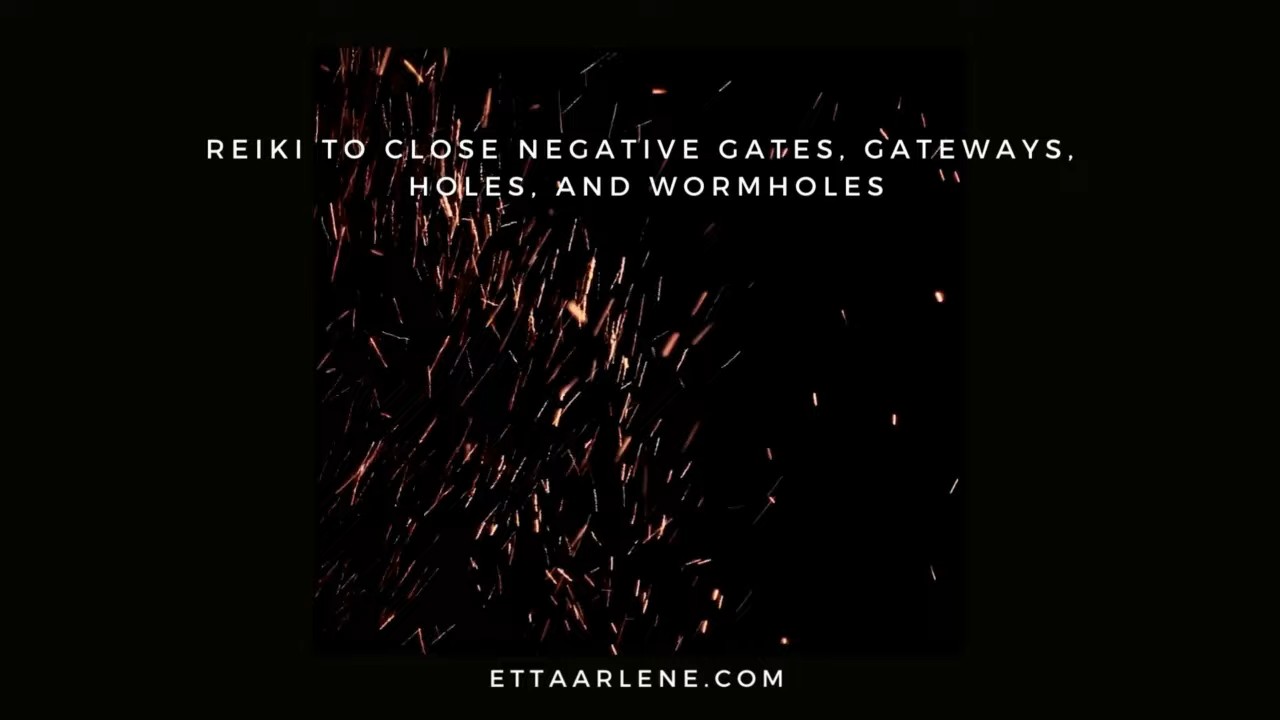 REIKI TO CLOSE NEGATIVE GATES, GATEWAYS,
HOLES, AND WORMHOLES
ETTAARLENE.COM